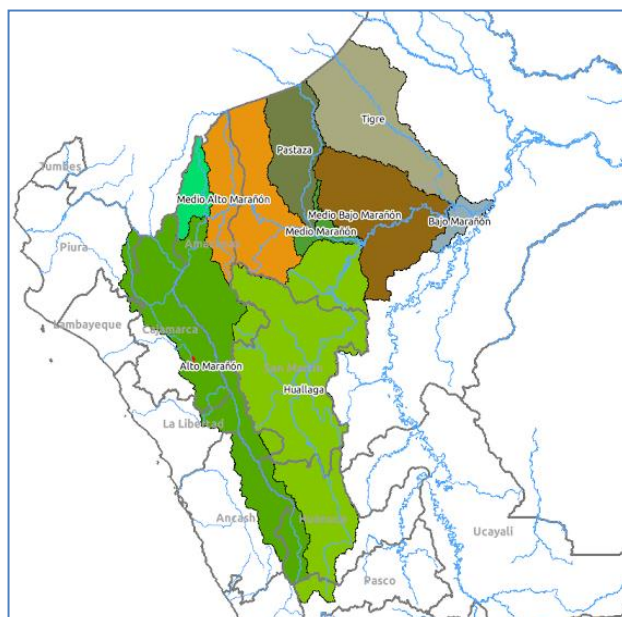 Tigre
Pastaza
Tumbes
Medio Alto Marañón
Medio Bajo Marañón
Bajo Marañón
Medio Marañón
Amazonas
Piura
Lambayeque
Cajamarca
Alto Marañón
San Martín
Huallaga
La Libertad
Ancash
Huánuco
Ucayali
Pasco